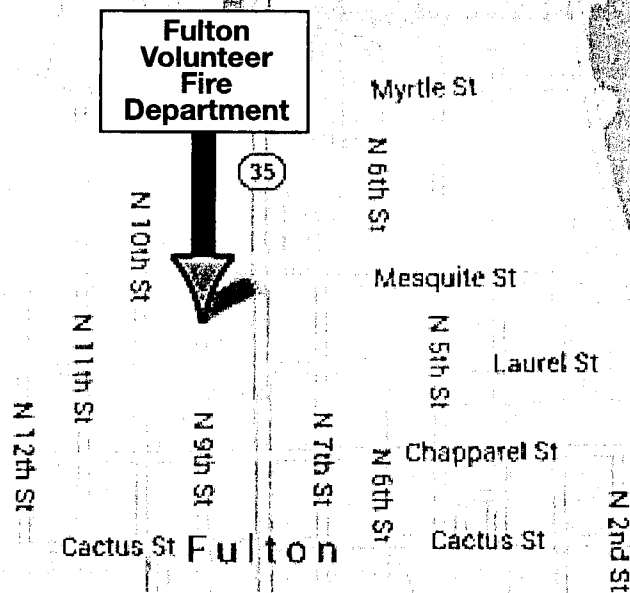 Fulton
Volunteer
Fire
Department
Myrtle St
N 6th St
35
N 10th St
Mesquite St
N 11th St
N 5th St
Laurel St
N 12th St
N 9th St
N 7th St
N 6th St
Chapparel St
N 2nd St
Cactus St
Fulton
Cactus St